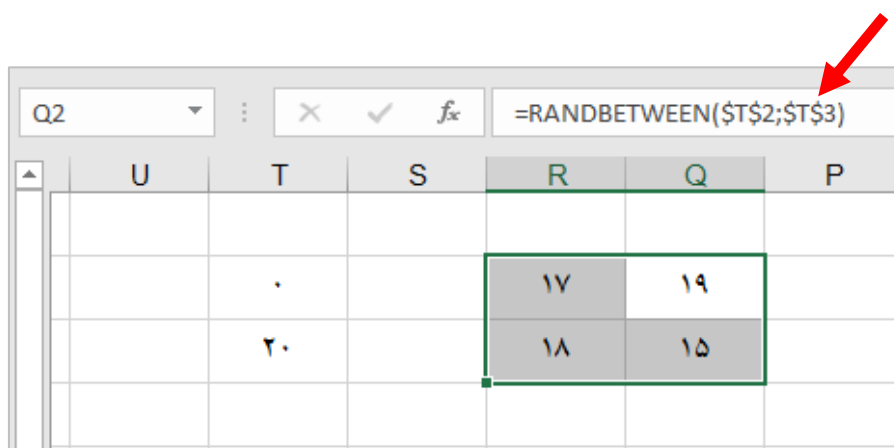 Q2 fx =RANDBETWEEN($T$2;$T$3)
U T S R Q P
۰ ۱۷ ۱۹
۲۰ ۱۸ ۱۵